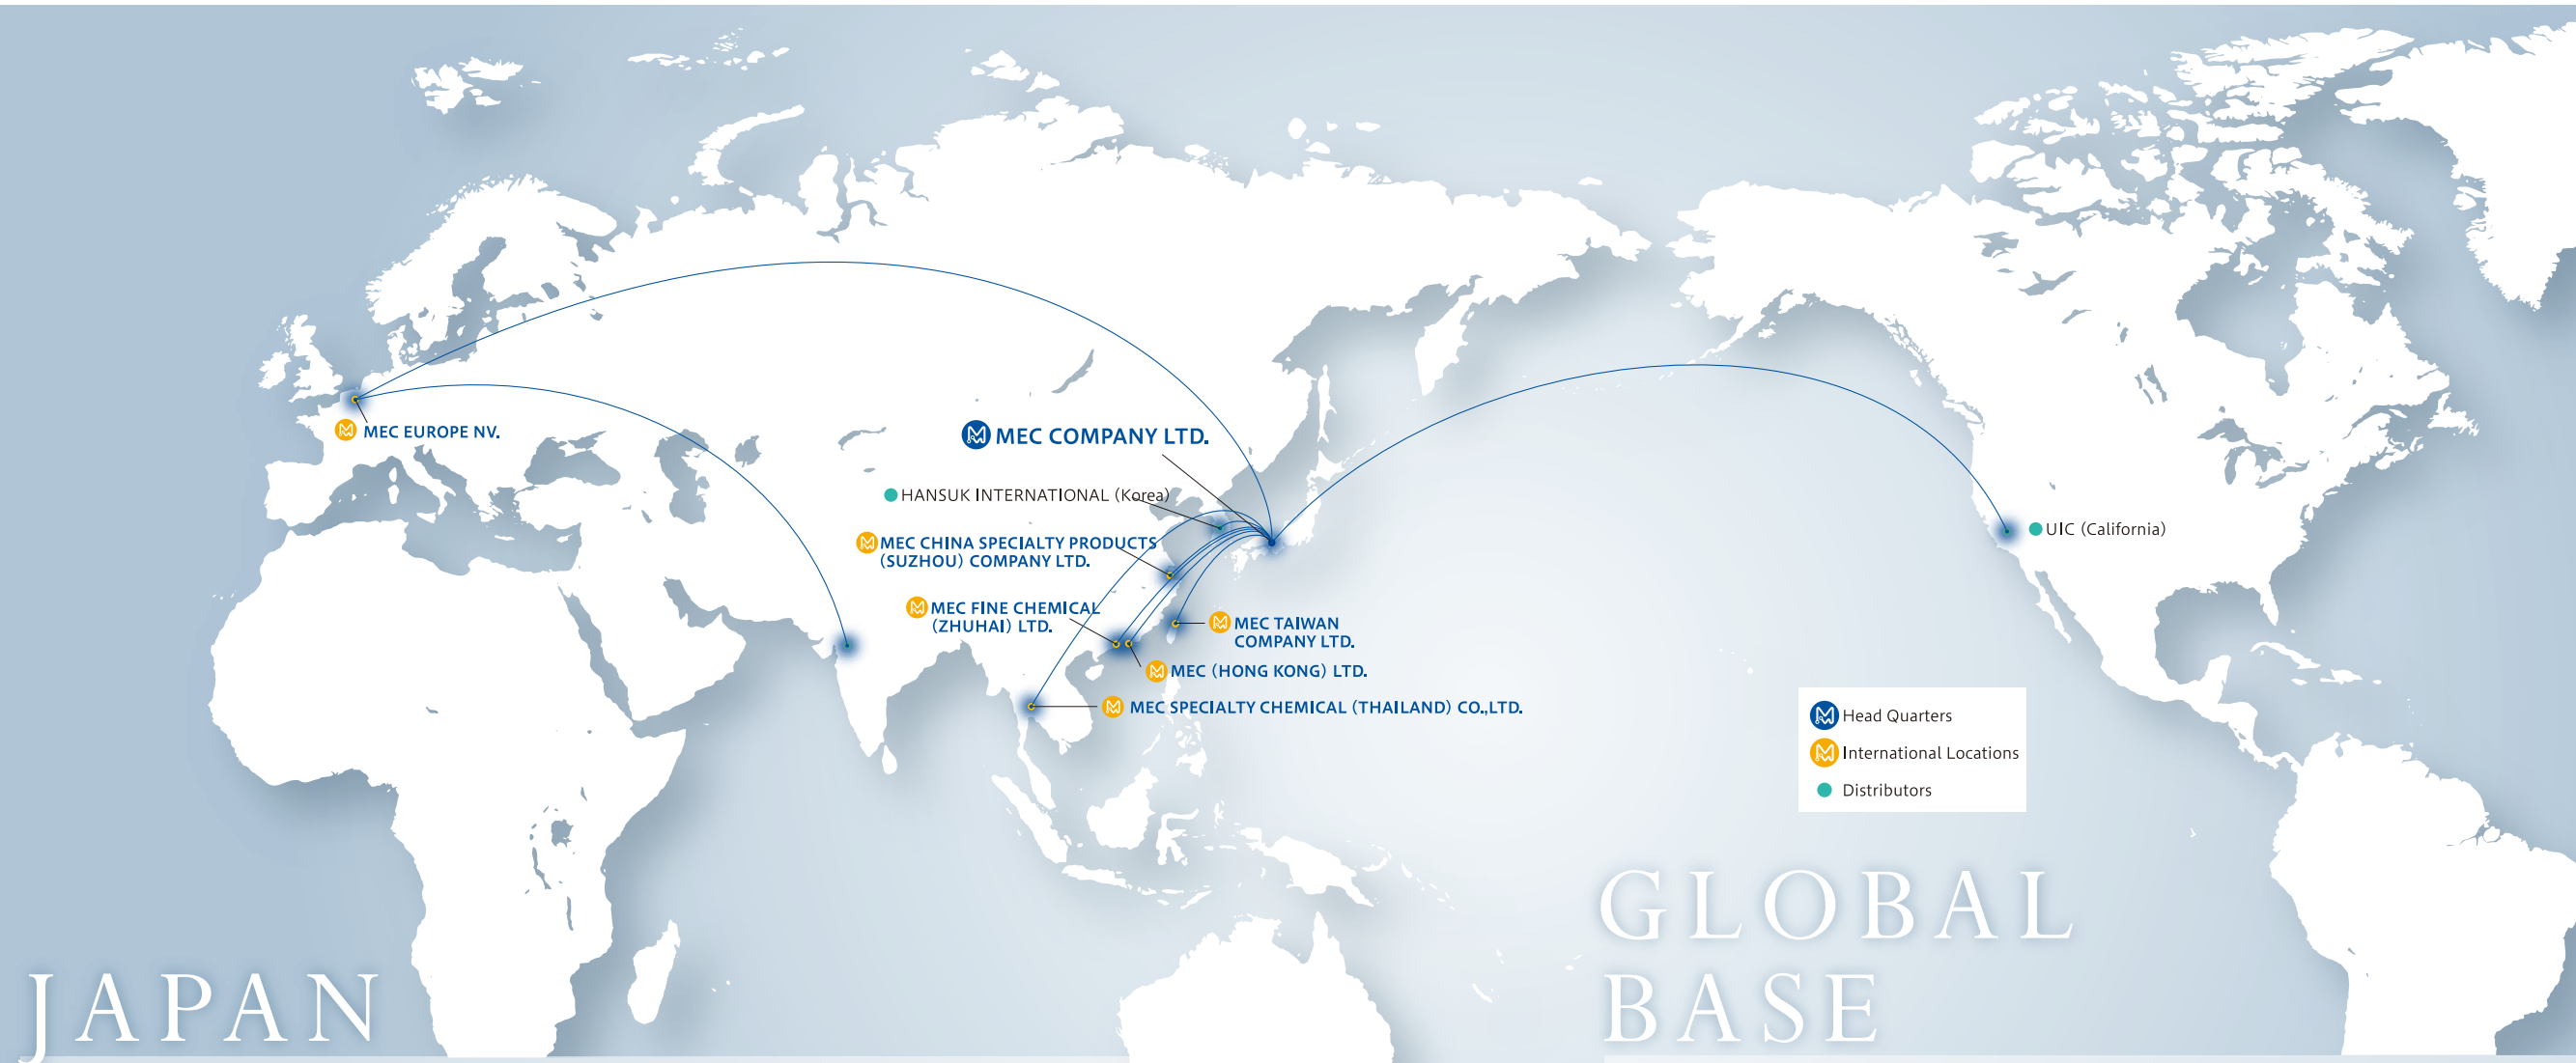 MEC EUROPE NV.
MEC COMPANY LTD.
HANSUK INTERNATIONAL (Korea)
UIC (California)
MEC CHINA SPECIALTY PRODUCTS
(SUZHOU) COMPANY LTD.
MEC FINE CHEMICAL
(ZHUHAI) LTD.
MEC TAIWAN
COMPANY LTD.
MEC (HONG KONG) LTD.
MEC SPECIALTY CHEMICAL (THAILAND) CO.,LTD.
Head Quarters
International Locations
Distributors
GLOBAL
BASE
JAPAN